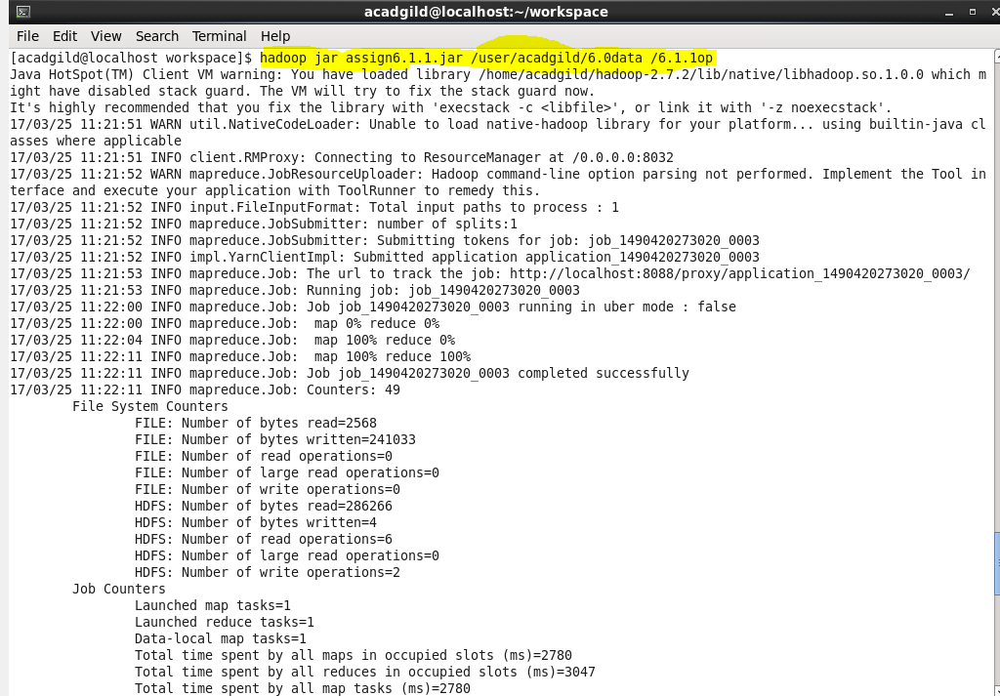 acadgild@localhost:~/workspace
File Edit View Search Terminal Help
[acadgild@localhost workspace]$ hadoop jar assign6.1.1.jar /user/acadgild/6.0data /6.1.1op
Java HotSpot(TM) Client VM warning: You have loaded library /home/acadgild/hadoop-2.7.2/lib/native/libhadoop.so.1.0.0 which m
ight have disabled stack guard. The VM will try to fix the stack guard now.
It's highly recommended that you fix the library with 'execstack -c <libfile>', or link it with '-z noexecstack'.
17/03/25 11:21:51 WARN util.NativeCodeLoader: Unable to load native-hadoop library for your platform... using builtin-java cl
asses where applicable
17/03/25 11:21:51 INFO client.RMProxy: Connecting to ResourceManager at /0.0.0.0:8032
17/03/25 11:21:52 WARN mapreduce.JobResourceUploader: Hadoop command-line option parsing not performed. Implement the Tool in
terface and execute your application with ToolRunner to remedy this.
17/03/25 11:21:52 INFO input.FileInputFormat: Total input paths to process : 1
17/03/25 11:21:52 INFO mapreduce.JobSubmitter: number of splits:1
17/03/25 11:21:52 INFO mapreduce.JobSubmitter: Submitting tokens for job: job_1490420273020_0003
17/03/25 11:21:52 INFO impl.YarnClientImpl: Submitted application application_1490420273020_0003
17/03/25 11:21:53 INFO mapreduce.Job: The url to track the job: http://localhost:8088/proxy/application_1490420273020_0003/
17/03/25 11:21:53 INFO mapreduce.Job: Running job: job_1490420273020_0003
17/03/25 11:22:00 INFO mapreduce.Job: Job job_1490420273020_0003 running in uber mode : false
17/03/25 11:22:00 INFO mapreduce.Job:  map 0% reduce 0%
17/03/25 11:22:04 INFO mapreduce.Job:  map 100% reduce 0%
17/03/25 11:22:11 INFO mapreduce.Job:  map 100% reduce 100%
17/03/25 11:22:11 INFO mapreduce.Job: Job job_1490420273020_0003 completed successfully
17/03/25 11:22:11 INFO mapreduce.Job: Counters: 49
File System Counters
FILE: Number of bytes read=2568
FILE: Number of bytes written=241033
FILE: Number of read operations=0
FILE: Number of large read operations=0
FILE: Number of write operations=0
HDFS: Number of bytes read=286266
HDFS: Number of bytes written=4
HDFS: Number of read operations=6
HDFS: Number of large read operations=0
HDFS: Number of write operations=2
Job Counters
Launched map tasks=1
Launched reduce tasks=1
Data-local map tasks=1
Total time spent by all maps in occupied slots (ms)=2780
Total time spent by all reduces in occupied slots (ms)=3047
Total time spent by all map tasks (ms)=2780